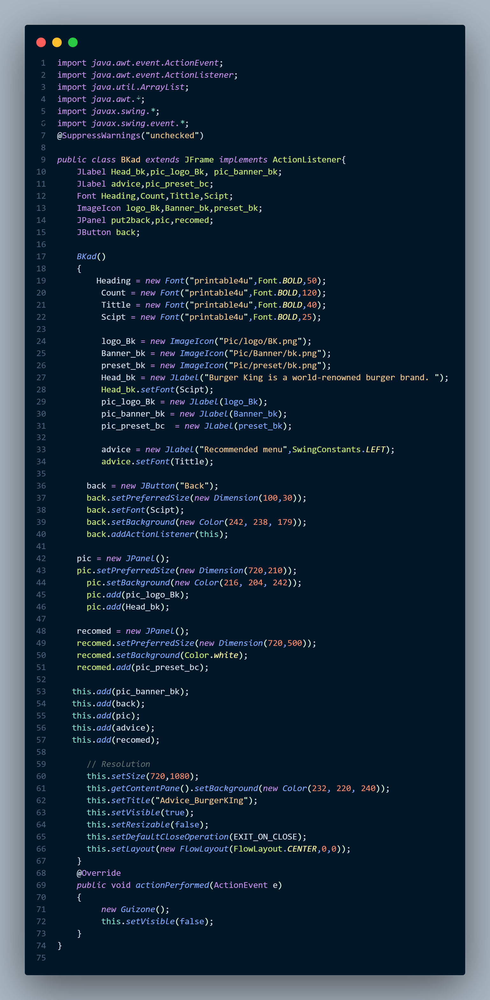 1 import java.awt.event.ActionEvent;
2 import java.awt.event.ActionListener;
3 import java.util.ArrayList;
4 import java.awt.*;
5 import javax.swing.*;
6 import javax.swing.event.*;
7 @SuppressWarnings("unchecked")
8
9 public class BKad extends JFrame implements ActionListener{
10     JLabel Head_bk,pic_logo_Bk, pic_banner_bk;
11     JLabel advice,pic_preset_bc;
12     Font Heading,Count,Tittle,Scipt;
13     ImageIcon logo_Bk,Banner_bk,preset_bk;
14     JPanel put2back,pic,recomed;
15     JButton back;
16
17     BKad()
18     {
19         Heading = new Font("printable4u",Font.BOLD,50);
20          Count = new Font("printable4u",Font.BOLD,120);
21          Tittle = new Font("printable4u",Font.BOLD,40);
22          Scipt = new Font("printable4u",Font.BOLD,25);
23
24          logo_Bk = new ImageIcon("Pic/logo/BK.png");
25          Banner_bk = new ImageIcon("Pic/Banner/bk.png");
26          preset_bk = new ImageIcon("Pic/preset/bk.png");
27          Head_bk = new JLabel("Burger King is a world-renowned burger brand. ");
28          Head_bk.setFont(Scipt);
29          pic_logo_Bk = new JLabel(logo_Bk);
30          pic_banner_bk = new JLabel(Banner_bk);
31          pic_preset_bc  = new JLabel(preset_bk);
32
33          advice = new JLabel("Recommended menu",SwingConstants.LEFT);
34          advice.setFont(Tittle);
35
36       back = new JButton("Back");
37       back.setPreferredSize(new Dimension(100,30));
38       back.setFont(Scipt);
39       back.setBackground(new Color(242, 238, 179));
40       back.addActionListener(this);
41
42     pic = new JPanel();
43     pic.setPreferredSize(new Dimension(720,210));
44       pic.setBackground(new Color(216, 204, 242));
45       pic.add(pic_logo_Bk);
46       pic.add(Head_bk);
47
48     recomed = new JPanel();
49     recomed.setPreferredSize(new Dimension(720,500));
50     recomed.setBackground(Color.white);
51     recomed.add(pic_preset_bc);
52
53    this.add(pic_banner_bk);
54    this.add(back);
55    this.add(pic);
56    this.add(advice);
57    this.add(recomed);
58
59       // Resolution
60       this.setSize(720,1080);
61       this.getContentPane().setBackground(new Color(232, 220, 240));
62       this.setTitle("Advice_BurgerKIng");
63       this.setVisible(true);
64       this.setResizable(false);
65       this.setDefaultCloseOperation(EXIT_ON_CLOSE);
66       this.setLayout(new FlowLayout(FlowLayout.CENTER,0,0));
67     }
68     @Override
69     public void actionPerformed(ActionEvent e)
70     {
71          new Guizone();
72          this.setVisible(false);
73     }
74 }
75